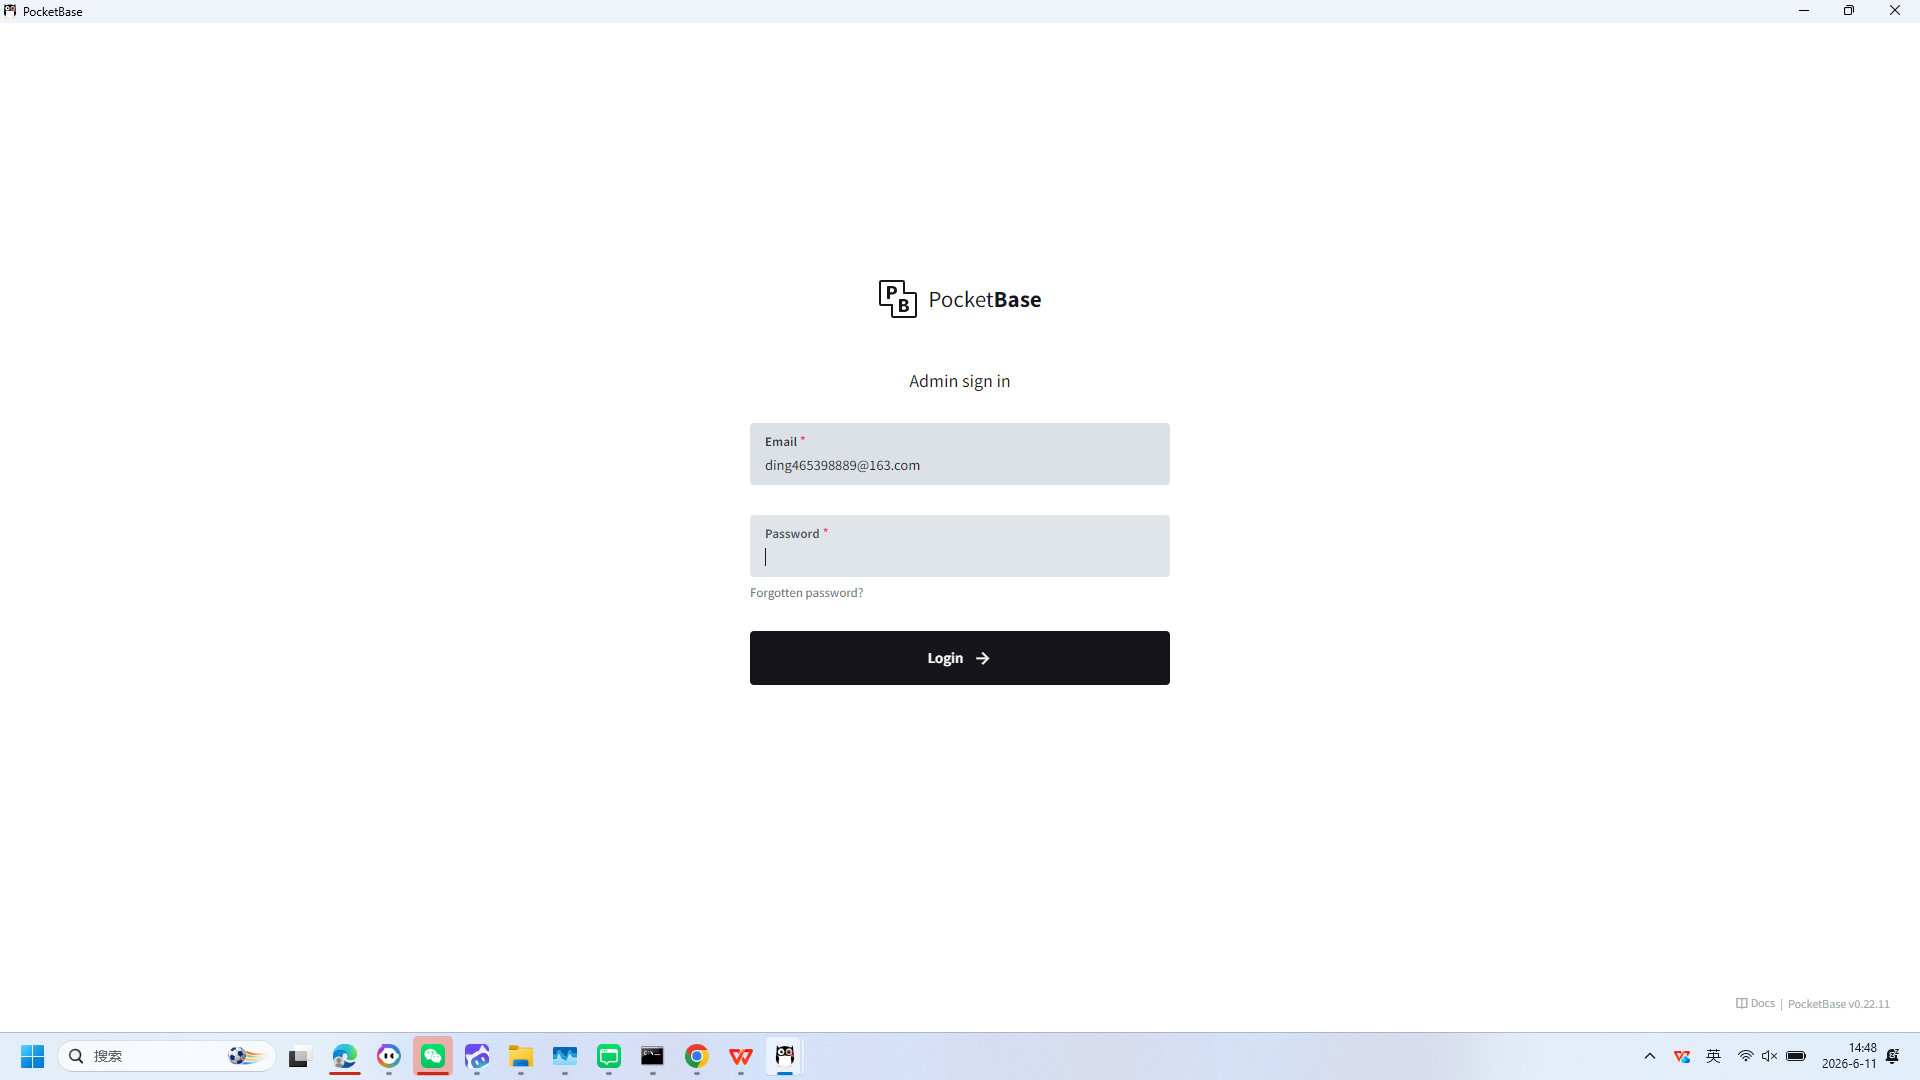 PocketBase
PB PocketBase
Admin sign in
Email *
ding465398889@163.com
Password *
Forgotten password?
Login →
Docs | PocketBase v0.22.11
搜索
英
14:48
2026-6-11